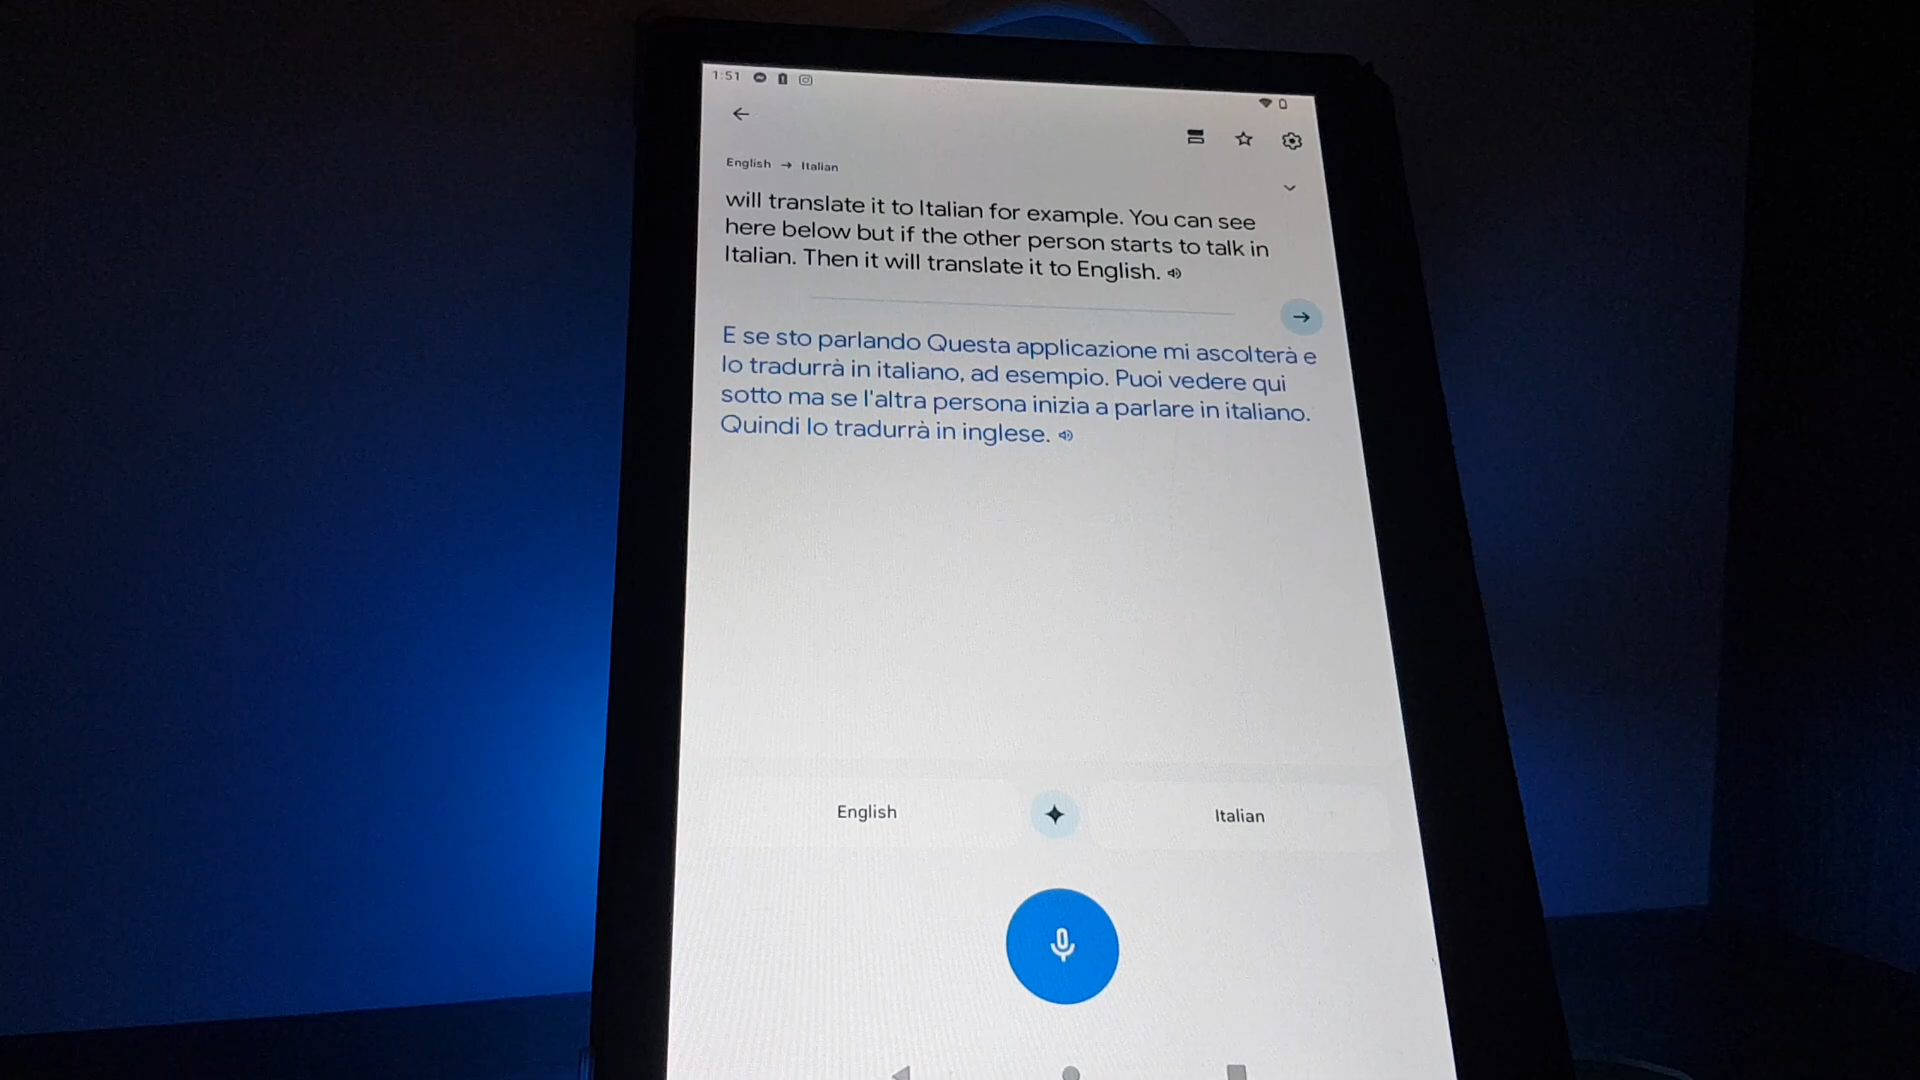 1:51
English → Italian
will translate it to Italian for example. You can see
here below but if the other person starts to talk in
Italian. Then it will translate it to English.
E se sto parlando Questa applicazione mi ascolterà e
lo tradurrà in italiano, ad esempio. Puoi vedere qui
sotto ma se l'altra persona inizia a parlare in italiano.
Quindi lo tradurrà in inglese.
English
Italian